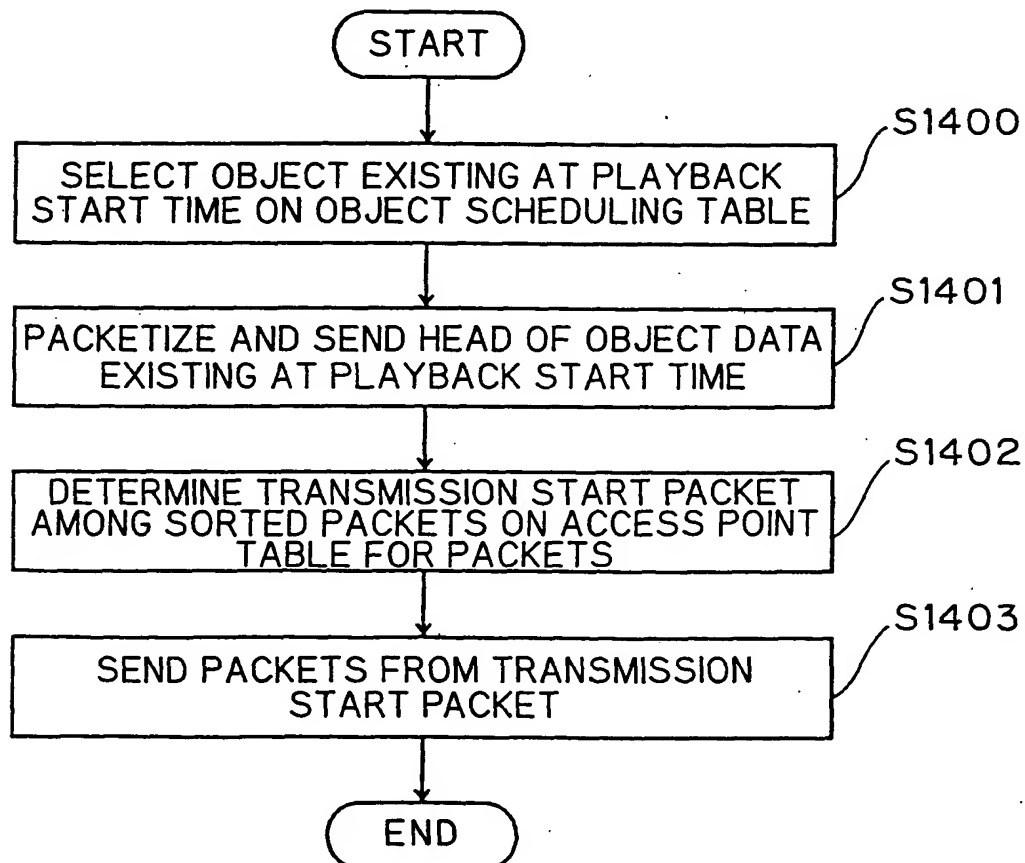 START
S1400
SELECT OBJECT EXISTING AT PLAYBACK
START TIME ON OBJECT SCHEDULING TABLE
S1401
PACKETIZE AND SEND HEAD OF OBJECT DATA
EXISTING AT PLAYBACK START TIME
S1402
DETERMINE TRANSMISSION START PACKET
AMONG SORTED PACKETS ON ACCESS POINT
TABLE FOR PACKETS
S1403
SEND PACKETS FROM TRANSMISSION
START PACKET
END